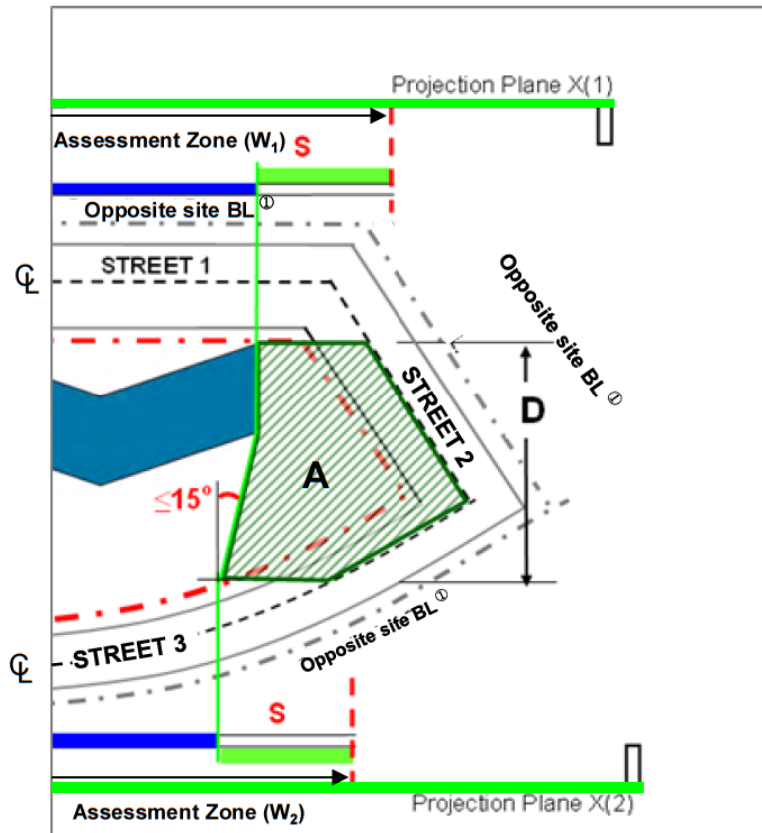 Projection Plane X(1)
Assessment Zone (W₁)
S
Opposite site BL ①
STREET 1
℄
Opposite site BL ①
STREET 2
D
A
≤15°
STREET 3
℄
Opposite site BL ①
S
Assessment Zone (W₂)
Projection Plane X(2)